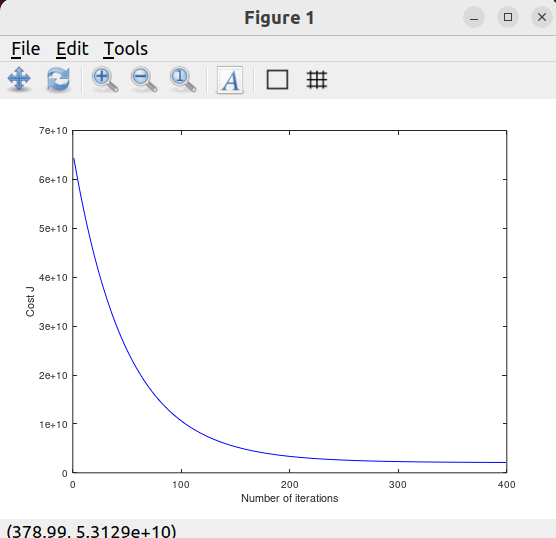 Figure 1
File Edit Tools
A
7e+10
6e+10
5e+10
4e+10
3e+10
2e+10
1e+10
0
Cost J
0 100 200 300 400
Number of iterations
(378.99, 5.3129e+10)